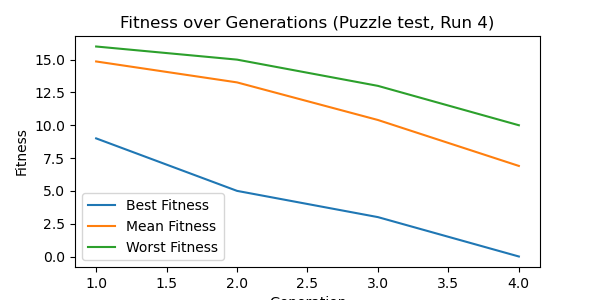 Fitness over Generations (Puzzle test, Run 4)
15.0
12.5
10.0
7.5
5.0
2.5
0.0
Fitness
Best Fitness
Mean Fitness
Worst Fitness
1.0 1.5 2.0 2.5 3.0 3.5 4.0
Generation